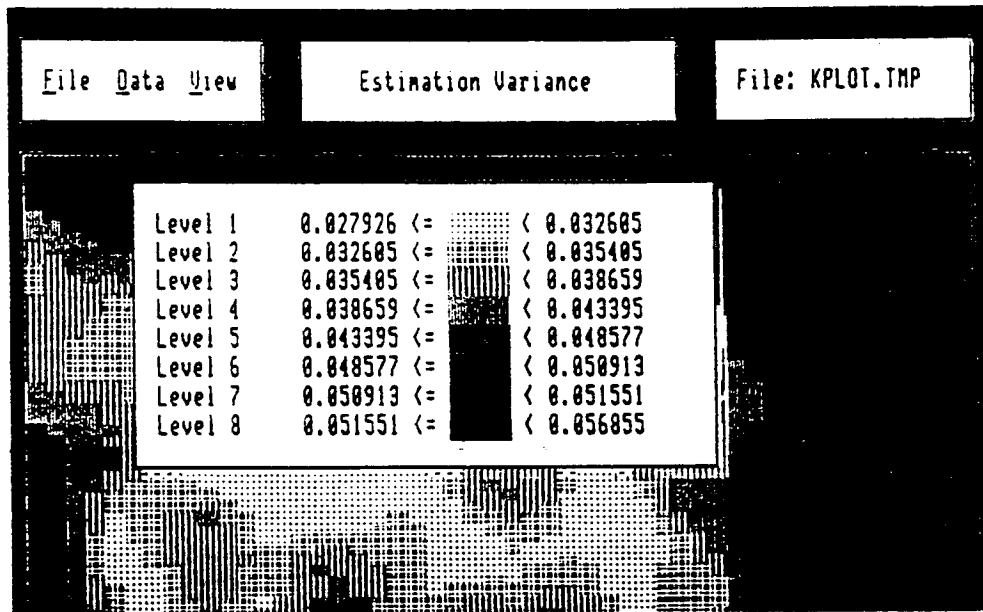 File Data View
Estimation Variance
File: KPLOT.TMP
Level 1 0.027926 <= < 0.032605
Level 2 0.032605 <= < 0.035405
Level 3 0.035405 <= < 0.038659
Level 4 0.038659 <= < 0.043395
Level 5 0.043395 <= < 0.048577
Level 6 0.048577 <= < 0.050913
Level 7 0.050913 <= < 0.051551
Level 8 0.051551 <= < 0.056855